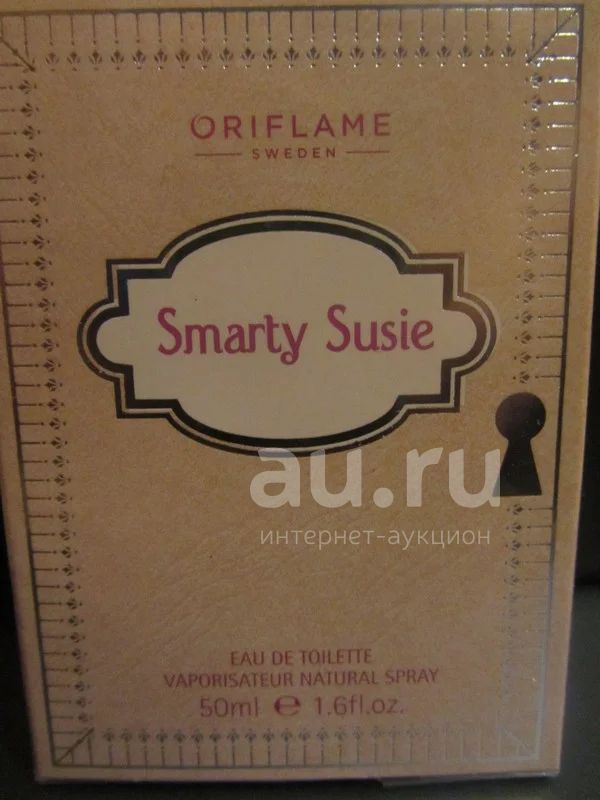 ORIFLAME
SWEDEN
Smarty Susie
au.ru
интернет-аукцион
EAU DE TOILETTE
VAPORISATEUR NATURAL SPRAY
50ml e 1.6fl.oz.